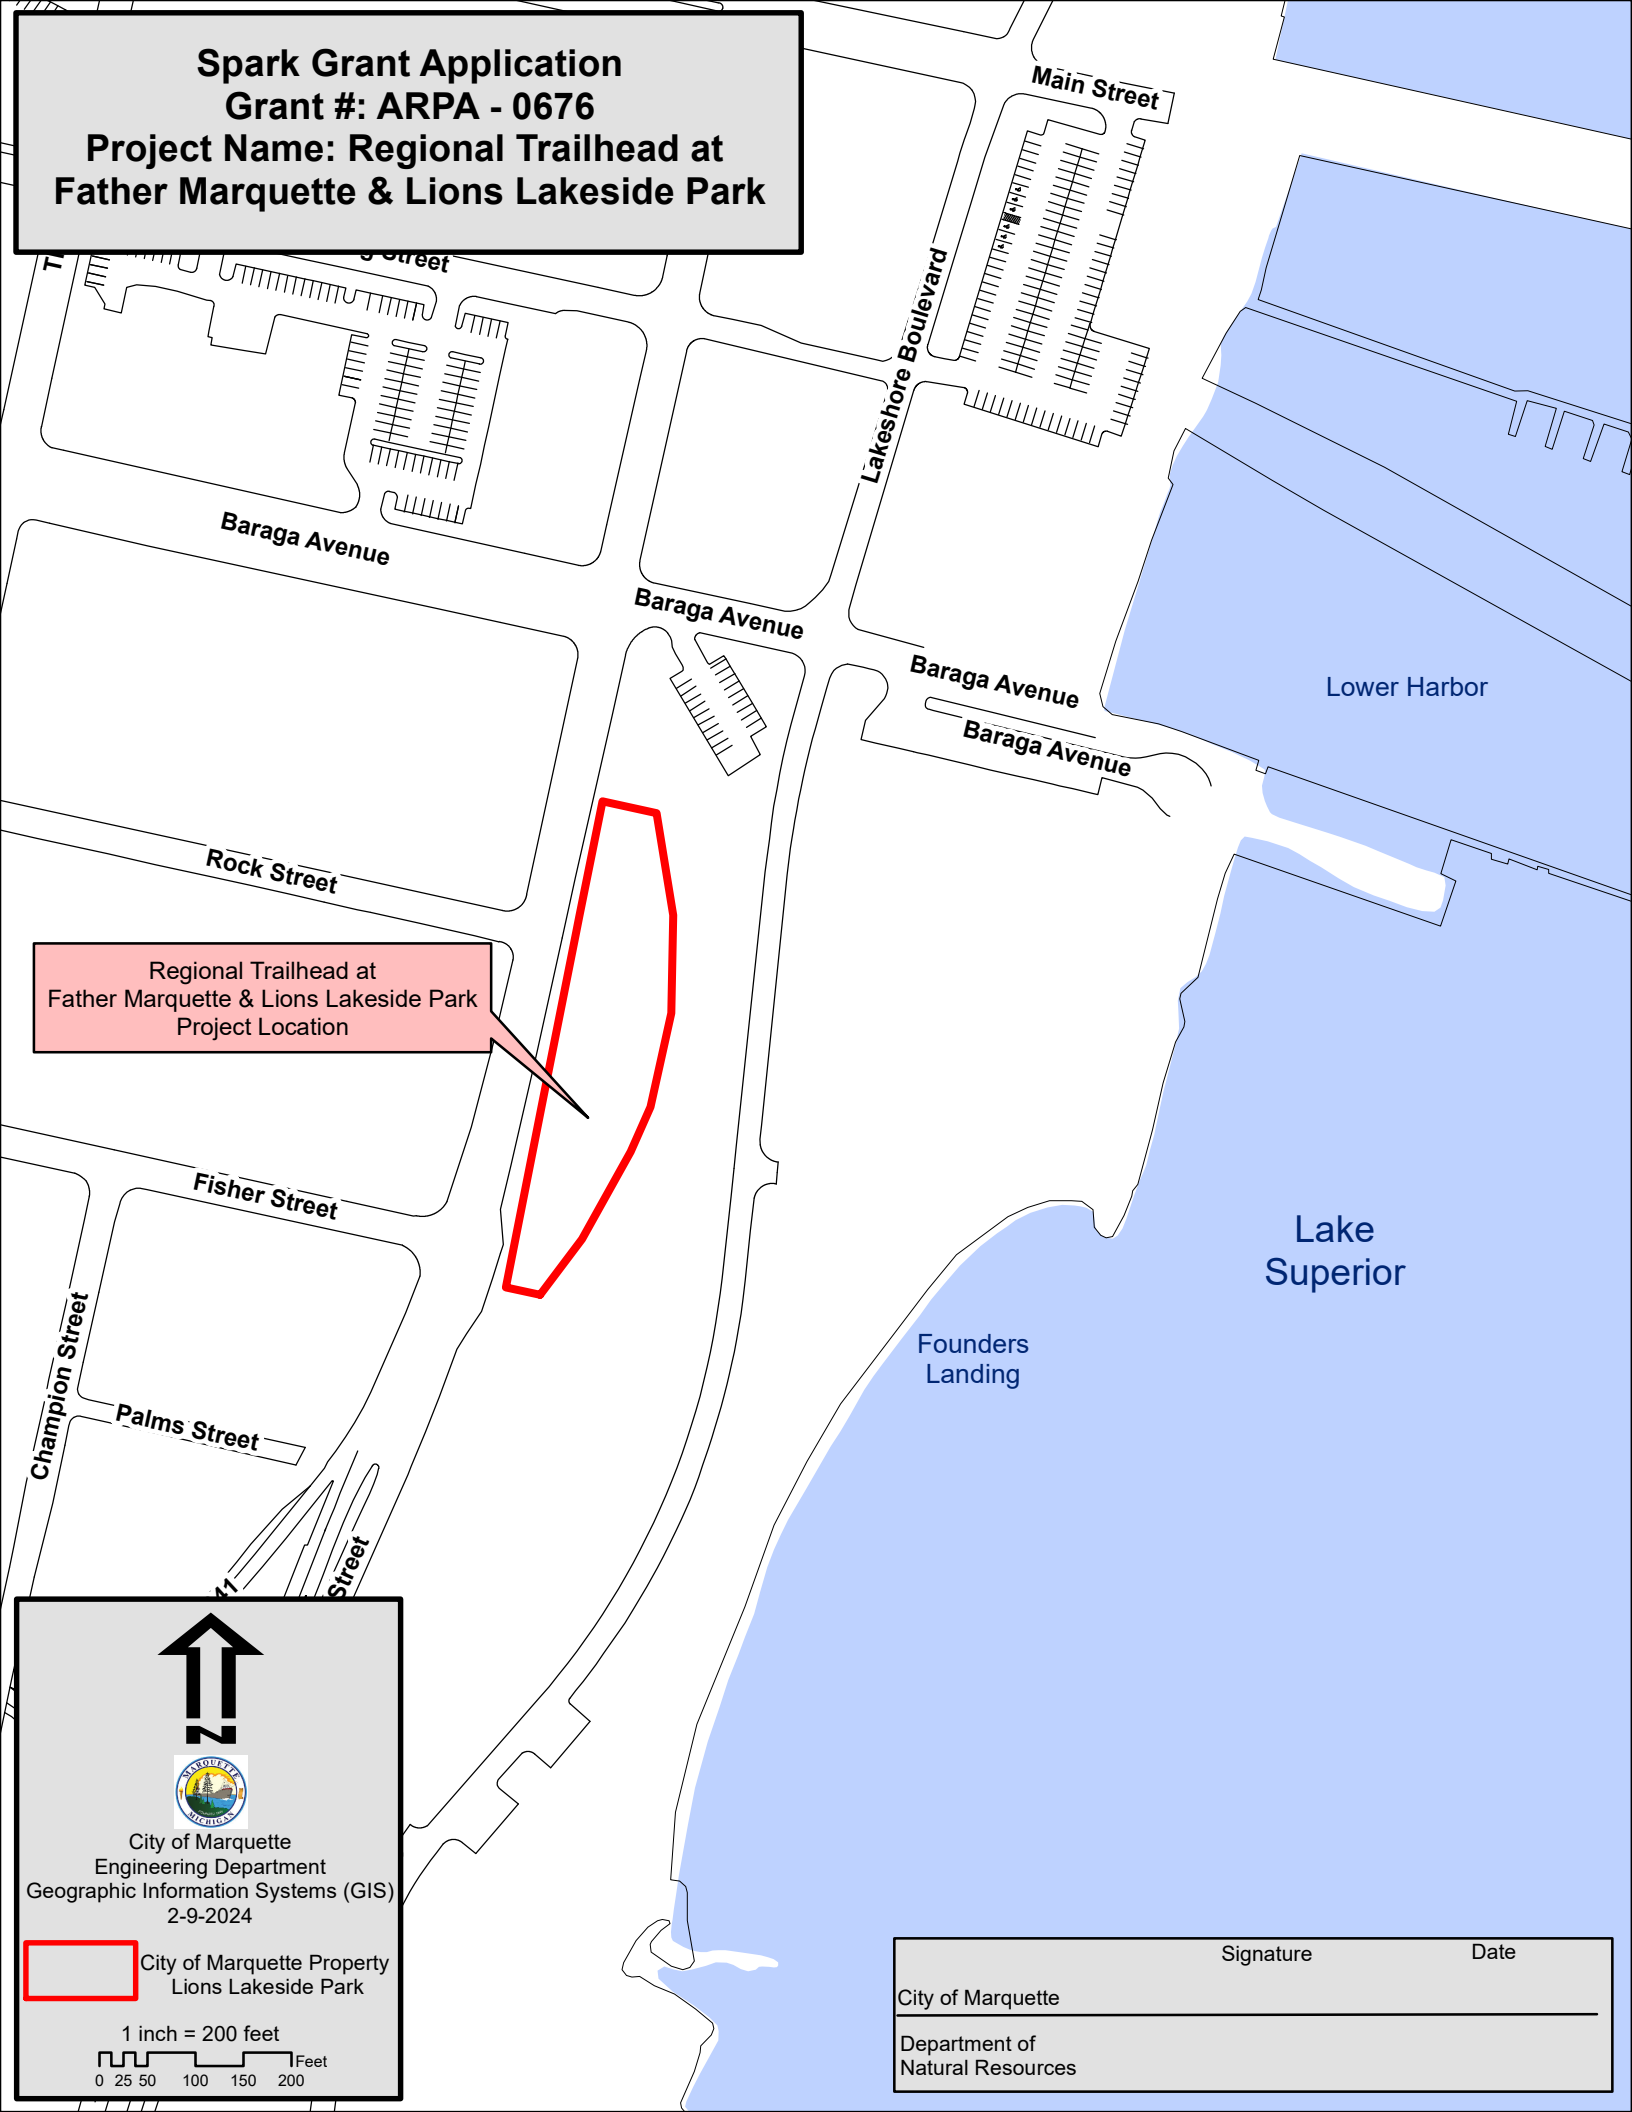 Spark Grant Application
Grant #: ARPA - 0676
Project Name: Regional Trailhead at
Father Marquette & Lions Lakeside Park
Main Street
Street
Lakeshore Boulevard
Baraga Avenue
Baraga Avenue
Baraga Avenue
Baraga Avenue
Lower Harbor
Rock Street
Regional Trailhead at
Father Marquette & Lions Lakeside Park
Project Location
Fisher Street
Lake
Superior
Founders
Landing
Champion Street
Palms Street
41
Street
N
MARQUETTE
MICHIGAN
City of Marquette
Engineering Department
Geographic Information Systems (GIS)
2-9-2024
City of Marquette Property
Lions Lakeside Park
1 inch = 200 feet
Feet
0 25 50 100 150 200
Signature Date
City of Marquette
Department of
Natural Resources